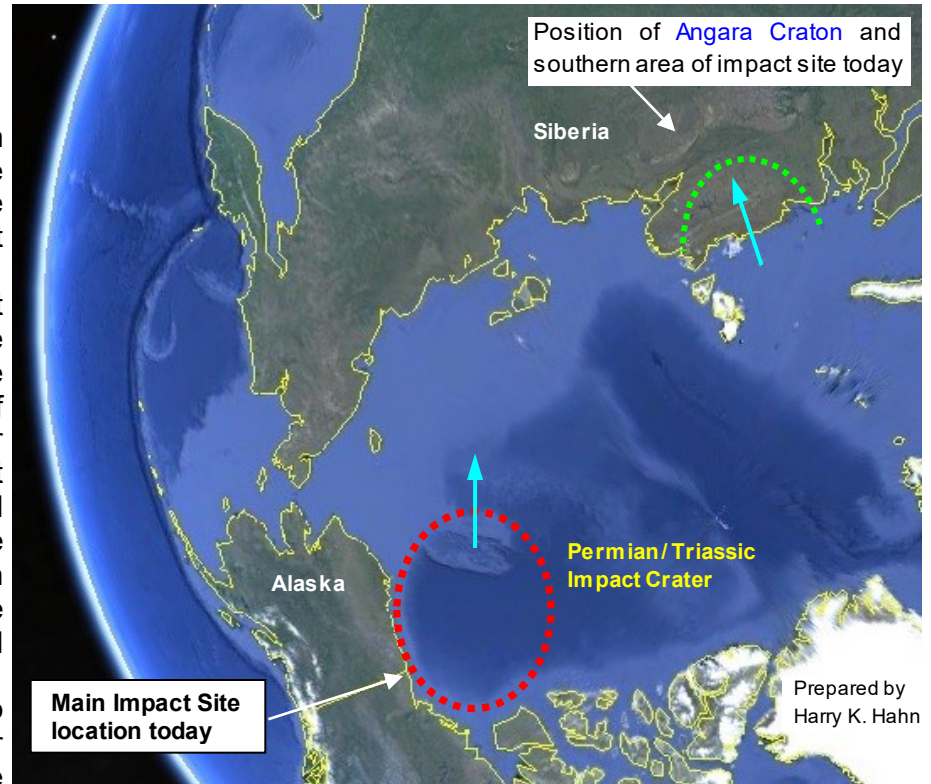 Position of Angara Craton and
southern area of impact site today
Siberia
Permian/Triassic
Impact Crater
Alaska
Main Impact Site
location today
Prepared by
Harry K. Hahn